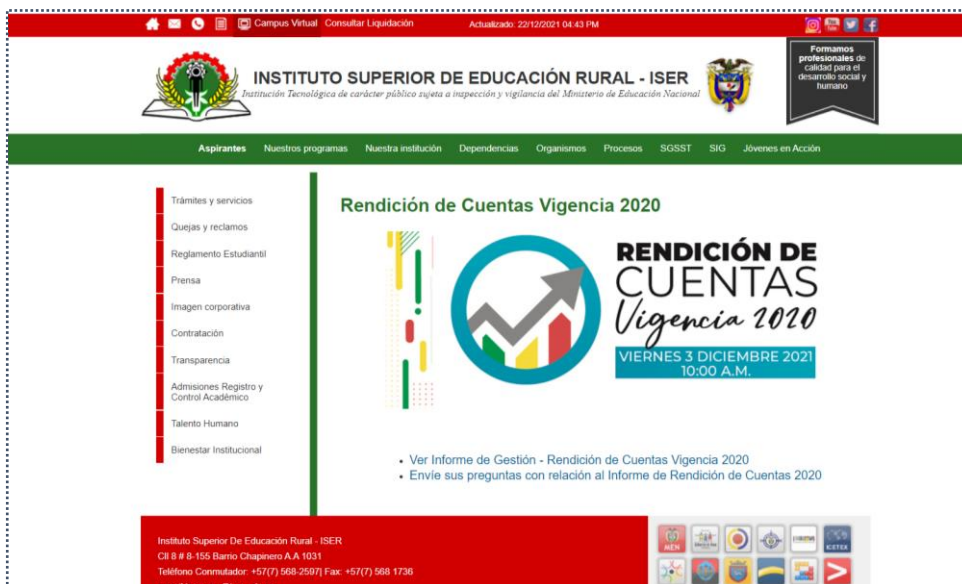 Campus Virtual Consultar Liquidación
Actualizado: 22/12/2021 04:43 PM
INSTITUTO SUPERIOR DE EDUCACIÓN RURAL - ISER
Institución Tecnológica de carácter público sujeta a inspección y vigilancia del Ministerio de Educación Nacional
Formamos
profesionales de
calidad para el
desarrollo social y
humano
Aspirantes Nuestros programas Nuestra institución Dependencias Organismos Procesos SGSST SIG Jóvenes en Acción
Trámites y servicios
Quejas y reclamos
Reglamento Estudiantil
Prensa
Imagen corporativa
Contratación
Transparencia
Admisiones Registro y
Control Académico
Talento Humano
Bienestar Institucional
Rendición de Cuentas Vigencia 2020
RENDICIÓN DE
CUENTAS
Vigencia 2020
VIERNES 3 DICIEMBRE 2021
10:00 A.M.
Ver Informe de Gestión - Rendición de Cuentas Vigencia 2020
Envíe sus preguntas con relación al Informe de Rendición de Cuentas 2020
Instituto Superior De Educación Rural - ISER
Cll 8 # 8-155 Barrio Chapinero A.A 1031
Teléfono Conmutador: +57(7) 568-2597| Fax: +57(7) 568 1736
MEN
ICETEX